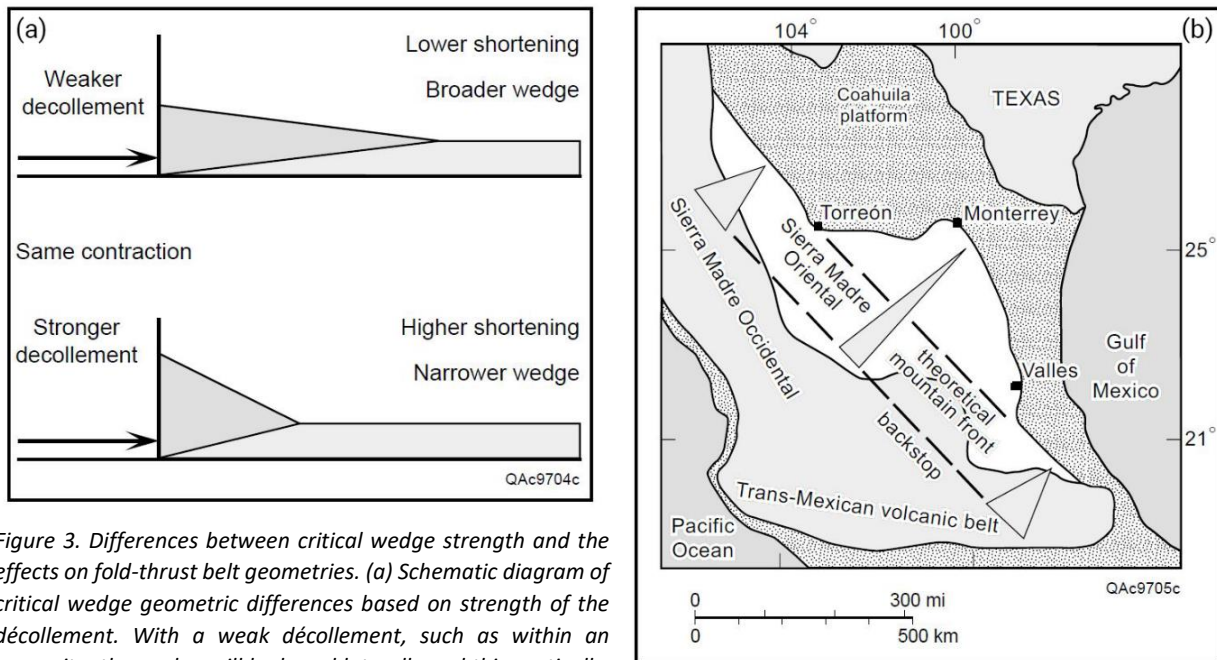 (a)
Weaker
decollement
Lower shortening
Broader wedge
Same contraction
Stronger
decollement
Higher shortening
Narrower wedge
QAc9704c
Figure 3. Differences between critical wedge strength and the
effects on fold-thrust belt geometries. (a) Schematic diagram of
critical wedge geometric differences based on strength of the
décollement. With a weak décollement, such as within an
(b)
104°
100°
Coahuila
platform
TEXAS
Torreón
Monterrey
25°
Sierra Madre
Oriental
Sierra Madre Occidental
theoretical
mountain front
Valles
Gulf
of
Mexico
backstop
21°
Trans-Mexican volcanic belt
Pacific
Ocean
QAc9705c
0 300 mi
0 500 km